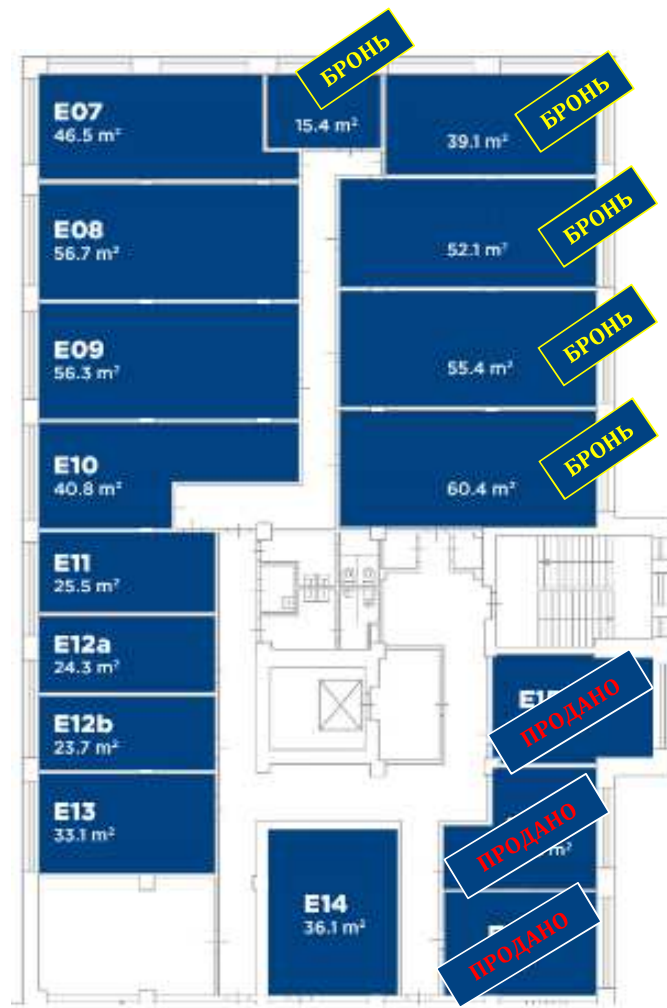 БРОНЬ
15.4 m²
E07
46.5 m²
БРОНЬ
39.1 m²
E08
56.7 m²
БРОНЬ
52.1 m²
E09
56.3 m²
БРОНЬ
55.4 m²
E10
40.8 m²
БРОНЬ
60.4 m²
E11
25.5 m²
E12a
24.3 m²
E12b
23.7 m²
E13
33.1 m²
E14
36.1 m²
ПРОДАНО
ПРОДАНО
m²
ПРОДАНО